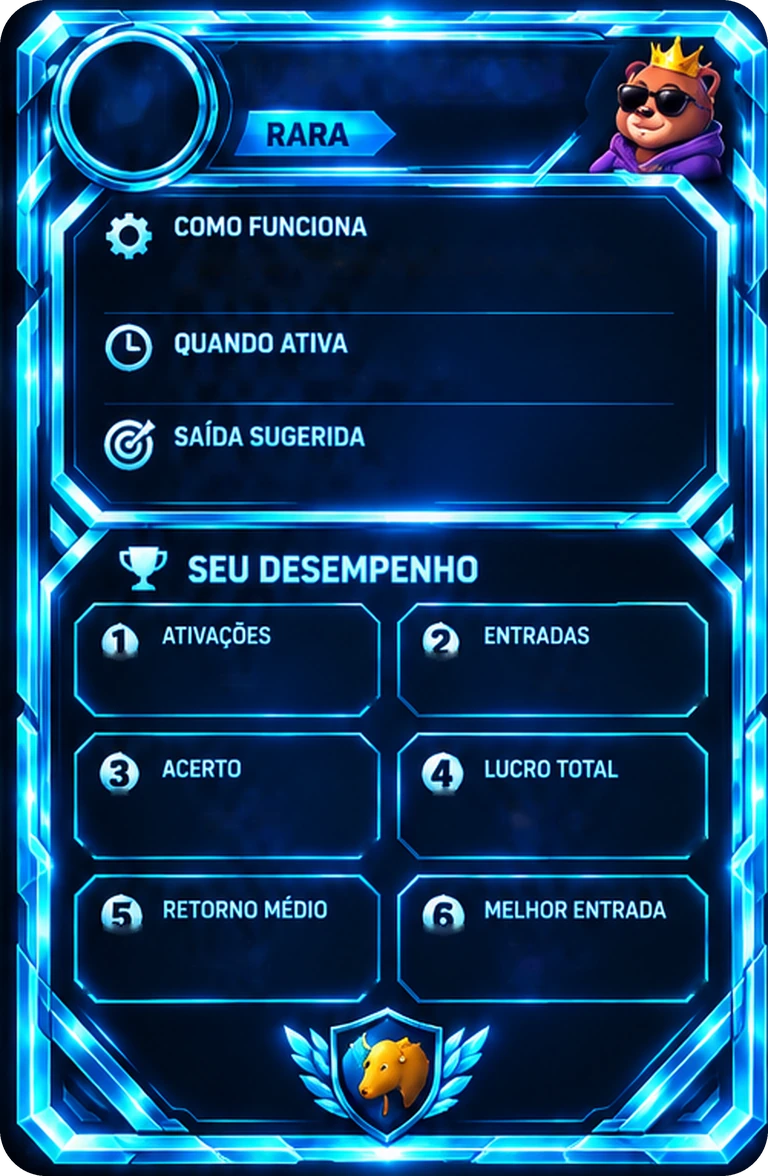 RARA
COMO FUNCIONA
QUANDO ATIVA
SAÍDA SUGERIDA
SEU DESEMPENHO
1 ATIVAÇÕES
2 ENTRADAS
3 ACERTO
4 LUCRO TOTAL
5 RETORNO MÉDIO
6 MELHOR ENTRADA